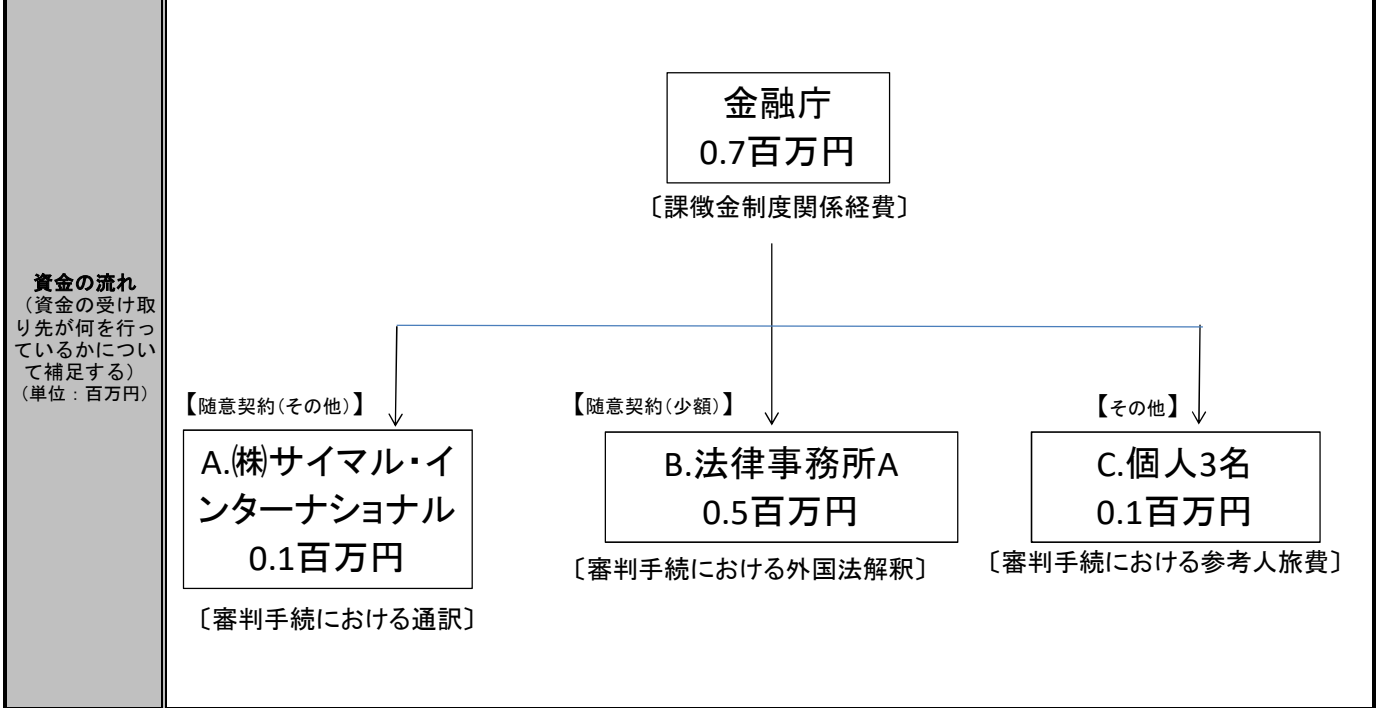 資金の流れ
（資金の受け取
り先が何を行っ
ているかについ
て補足する）
（単位：百万円）
金融庁
0.7百万円
〔課徴金制度関係経費〕
【随意契約(その他)】
A.㈱サイマル・イ
ンターナショナル
0.1百万円
〔審判手続における通訳〕
【随意契約(少額)】
B.法律事務所A
0.5百万円
〔審判手続における外国法解釈〕
【その他】
C.個人3名
0.1百万円
〔審判手続における参考人旅費〕